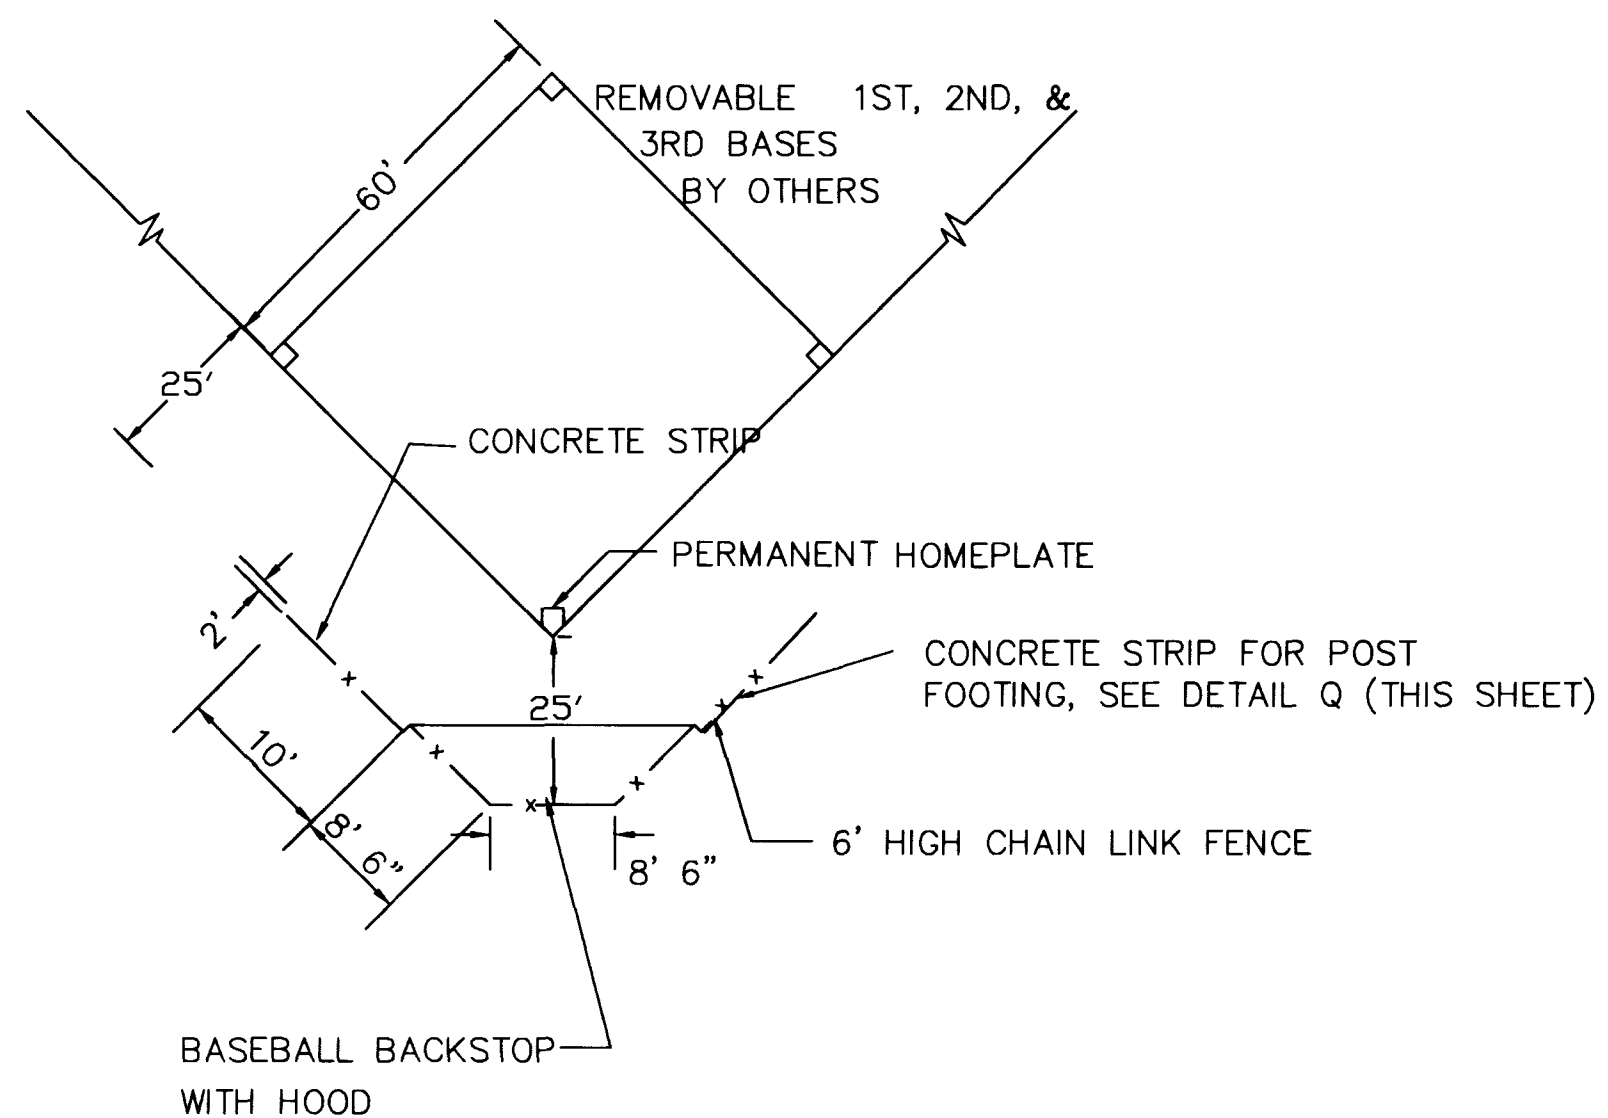 REMOVABLE 1ST, 2ND, &
3RD BASES
BY OTHERS
60'
25'
CONCRETE STRIP
PERMANENT HOMEPLATE
2'
CONCRETE STRIP FOR POST
FOOTING, SEE DETAIL Q (THIS SHEET)
25'
10'
8'
6"
8' 6"
6' HIGH CHAIN LINK FENCE
BASEBALL BACKSTOP
WITH HOOD